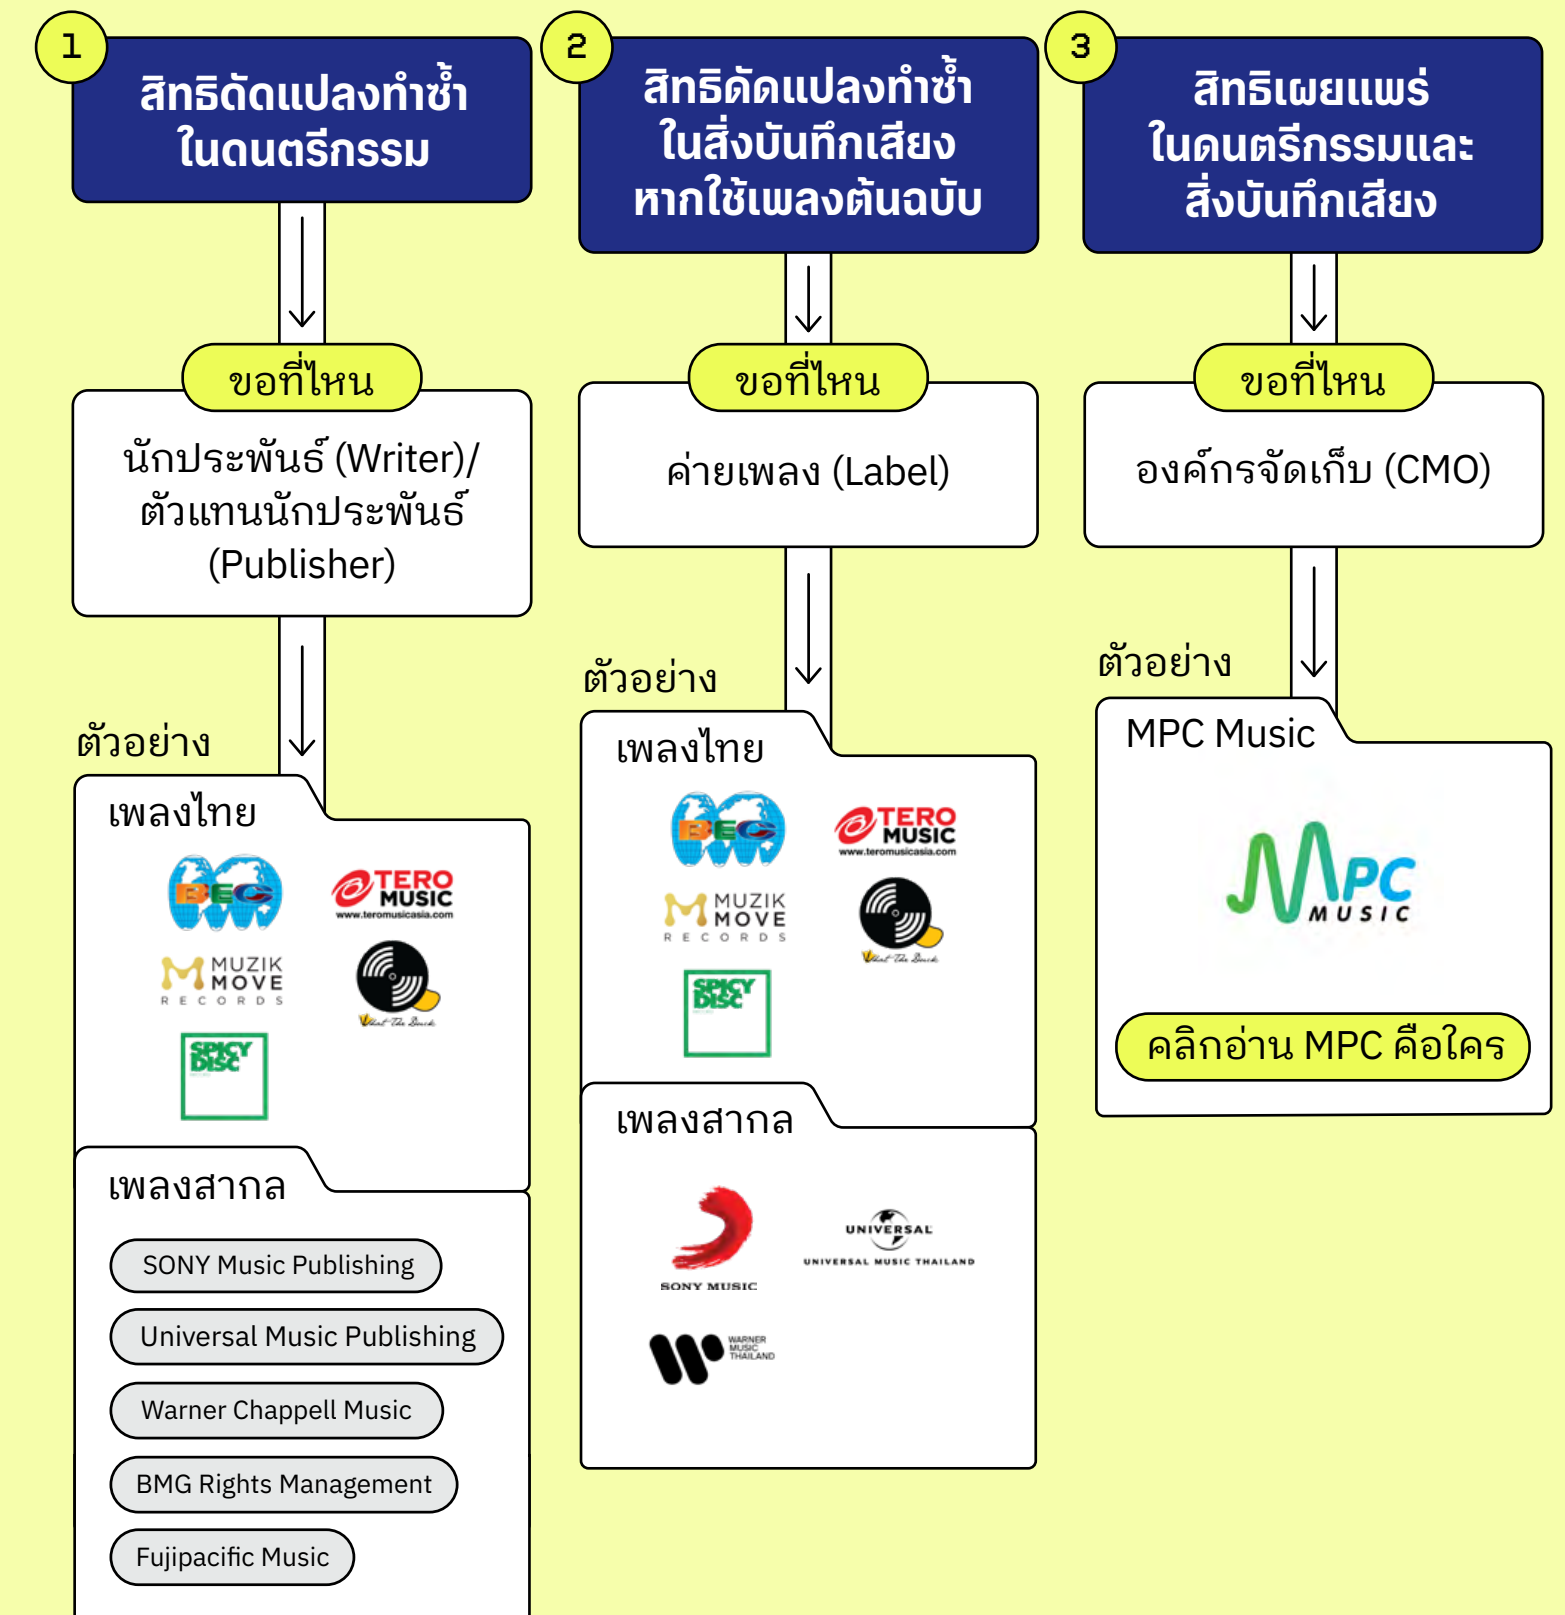 1
สิทธิดัดแปลงทำซ้ำ
ในดนตรีกรรม
ขอที่ไหน
นักประพันธ์ (Writer)/
ตัวแทนนักประพันธ์
(Publisher)
ตัวอย่าง
เพลงไทย
BEC
TERO
MUSIC
www.teromusicasia.com
MUZIK
MOVE
RECORDS
What The Duck
SPICY
DISC
เพลงสากล
SONY Music Publishing
Universal Music Publishing
Warner Chappell Music
BMG Rights Management
Fujipacific Music
2
สิทธิดัดแปลงทำซ้ำ
ในสิ่งบันทึกเสียง
หากใช้เพลงต้นฉบับ
ขอที่ไหน
ค่ายเพลง (Label)
ตัวอย่าง
เพลงไทย
BEC
TERO
MUSIC
www.teromusicasia.com
MUZIK
MOVE
RECORDS
What The Duck
SPICY
DISC
เพลงสากล
SONY MUSIC
UNIVERSAL
UNIVERSAL MUSIC THAILAND
WARNER
MUSIC
THAILAND
3
สิทธิเผยแพร่
ในดนตรีกรรมและ
สิ่งบันทึกเสียง
ขอที่ไหน
องค์กรจัดเก็บ (CMO)
ตัวอย่าง
MPC Music
MPC
MUSIC
คลิกอ่าน MPC คือใคร